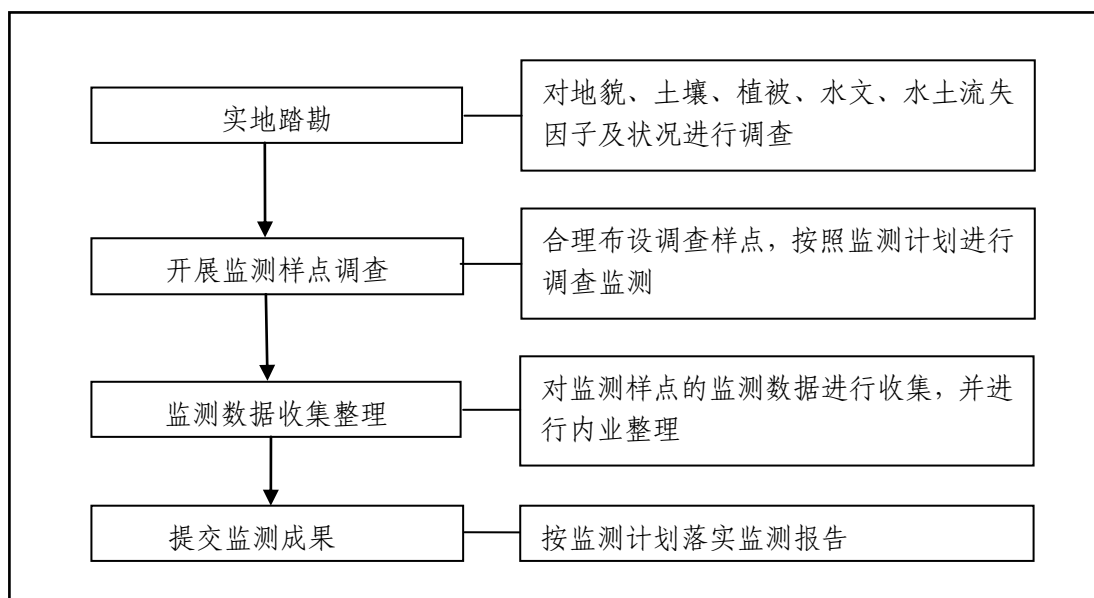 实地踏勘
对地貌、土壤、植被、水文、水土流失
因子及状况进行调查
开展监测样点调查
合理布设调查样点，按照监测计划进行
调查监测
监测数据收集整理
对监测样点的监测数据进行收集，并进
行内业整理
提交监测成果
按监测计划落实监测报告